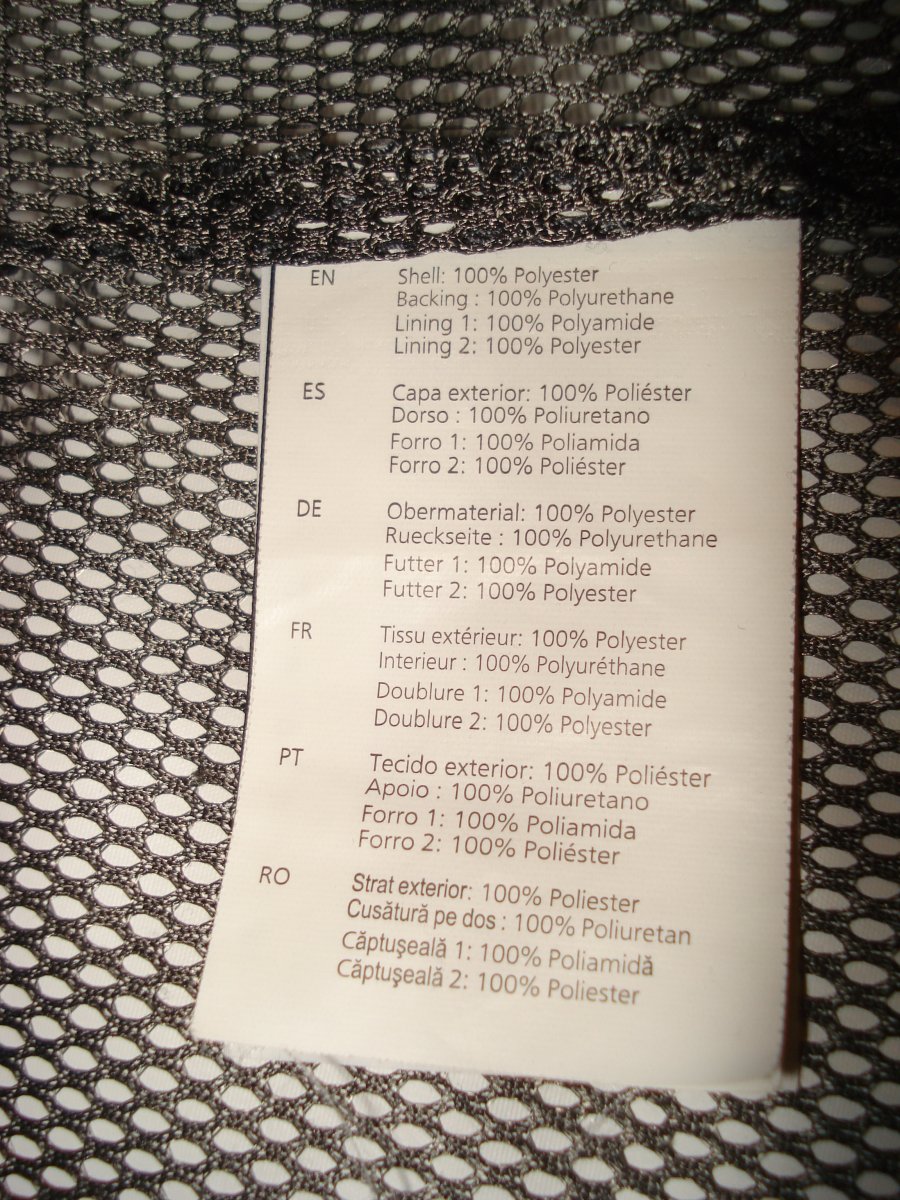 EN Shell: 100% Polyester
Backing : 100% Polyurethane
Lining 1: 100% Polyamide
Lining 2: 100% Polyester
ES Capa exterior: 100% Poliéster
Dorso : 100% Poliuretano
Forro 1: 100% Poliamida
Forro 2: 100% Poliéster
DE Obermaterial: 100% Polyester
Rueckseite : 100% Polyurethane
Futter 1: 100% Polyamide
Futter 2: 100% Polyester
FR Tissu extérieur: 100% Polyester
Interieur : 100% Polyuréthane
Doublure 1: 100% Polyamide
Doublure 2: 100% Polyester
PT Tecido exterior: 100% Poliéster
Apoio : 100% Poliuretano
Forro 1: 100% Poliamida
Forro 2: 100% Poliéster
RO Strat exterior: 100% Poliester
Cusătură pe dos : 100% Poliuretan
Căptuşeală 1: 100% Poliamidă
Căptuşeală 2: 100% Poliester